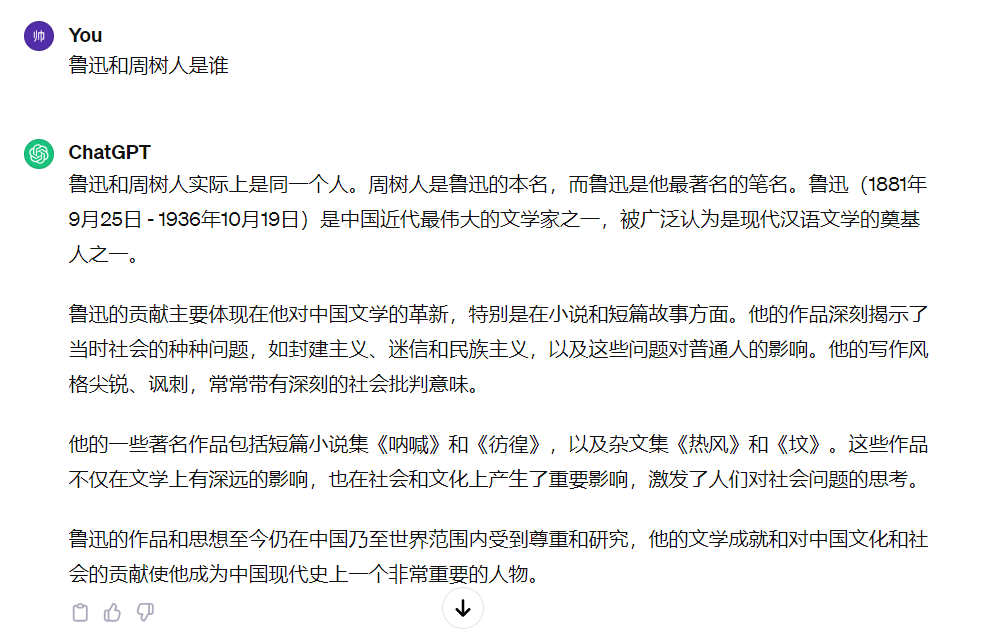 帅
You
鲁迅和周树人是谁
ChatGPT
鲁迅和周树人实际上是同一个人。周树人是鲁迅的本名，而鲁迅是他最著名的笔名。鲁迅（1881年
9月25日 - 1936年10月19日）是中国近代最伟大的文学家之一，被广泛认为是现代汉语文学的奠基
人之一。
鲁迅的贡献主要体现在他对中国文学的革新，特别是在小说和短篇故事方面。他的作品深刻揭示了
当时社会的种种问题，如封建主义、迷信和民族主义，以及这些问题对普通人的影响。他的写作风
格尖锐、讽刺，常常带有深刻的社会批判意味。
他的一些著名作品包括短篇小说集《呐喊》和《彷徨》，以及杂文集《热风》和《坟》。这些作品
不仅在文学上有深远的影响，也在社会和文化上产生了重要影响，激发了人们对社会问题的思考。
鲁迅的作品和思想至今仍在中国乃至世界范围内受到尊重和研究，他的文学成就和对中国文化和社
会的贡献使他成为中国现代史上一个非常重要的人物。